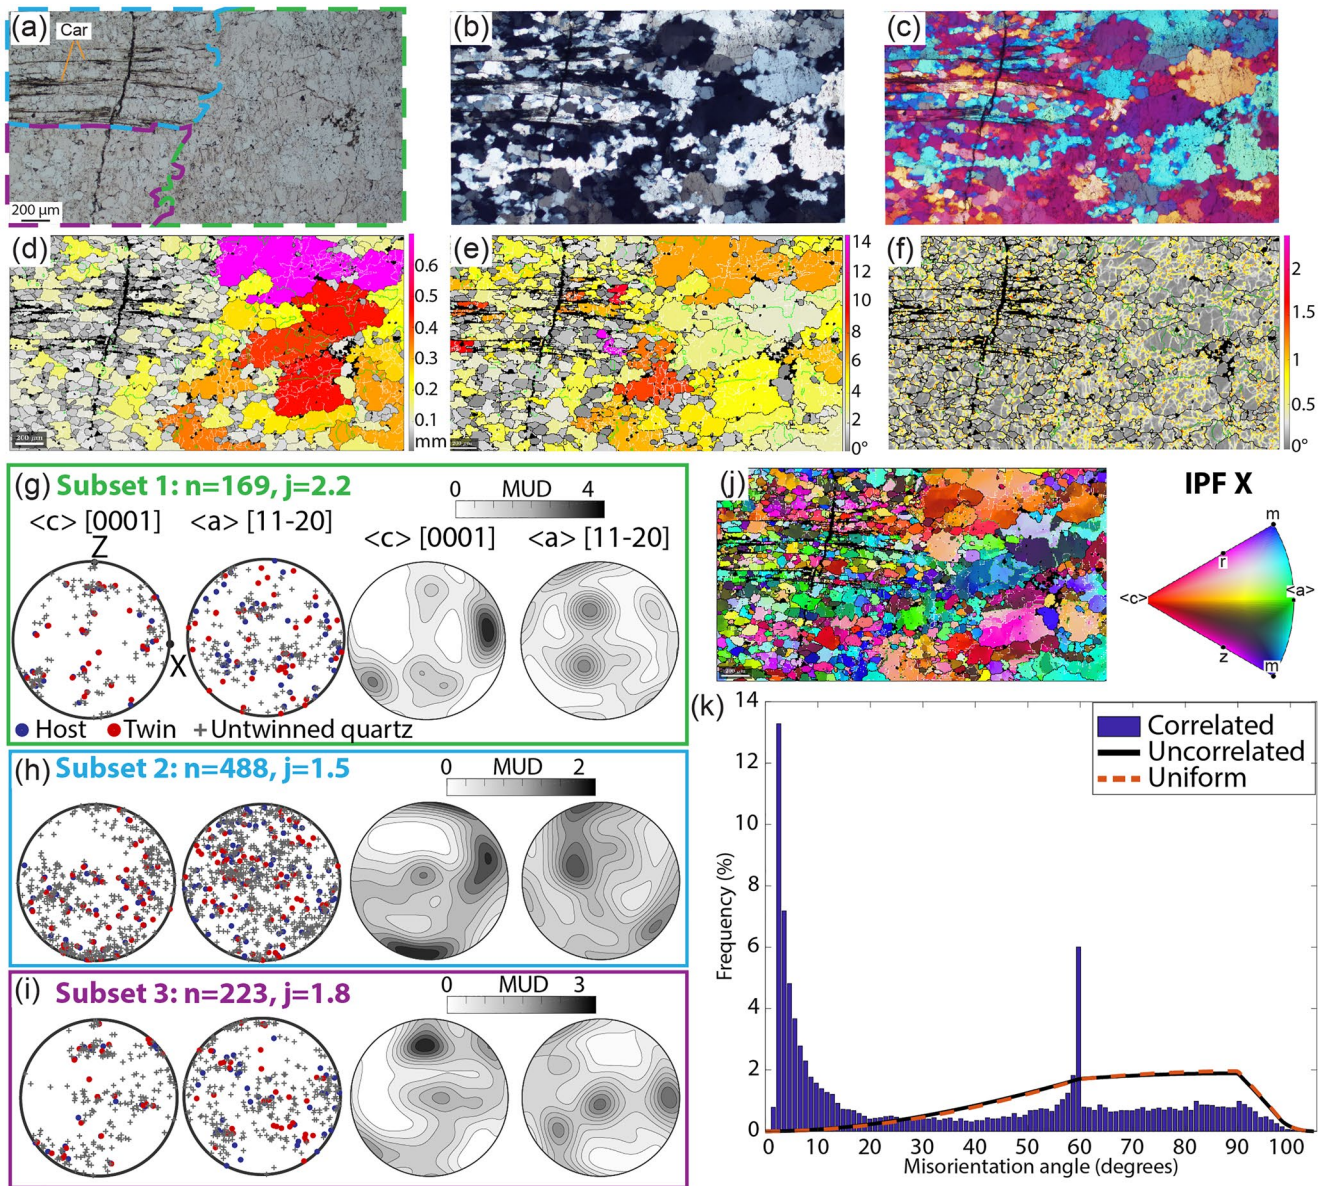 (a)
Car
200 µm
(b)
(c)
(d)
0.6
0.5
0.4
0.3
0.2
0.1
mm
200 µm
(e)
14
12
10
8
6
4
2
0°
(f)
2
1.5
1
0.5
0°
(g) Subset 1: n=169, j=2.2
0 MUD 4
<c> [0001] <a> [11-20] <c> [0001] <a> [11-20]
Z
X
Host Twin Untwinned quartz
(h) Subset 2: n=488, j=1.5
0 MUD 2
(i) Subset 3: n=223, j=1.8
0 MUD 3
(j)
IPF X
m
r
<c>
<a>
z
m
(k)
14
12
10
8
6
4
2
0
Frequency (%)
Correlated
Uncorrelated
Uniform
0 10 20 30 40 50 60 70 80 90 100
Misorientation angle (degrees)